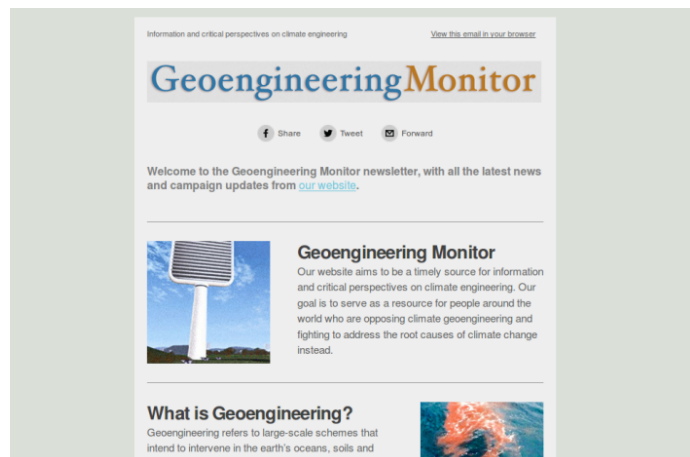 Information and critical perspectives on climate engineering
View this email in your browser
GeoengineeringMonitor
Share
Tweet
Forward
Welcome to the Geoengineering Monitor newsletter, with all the latest news
and campaign updates from our website.
Geoengineering Monitor
Our website aims to be a timely source for information
and critical perspectives on climate engineering. Our
goal is to serve as a resource for people around the
world who are opposing climate geoengineering and
fighting to address the root causes of climate change
instead.
What is Geoengineering?
Geoengineering refers to large-scale schemes that
intend to intervene in the earth's oceans, soils and